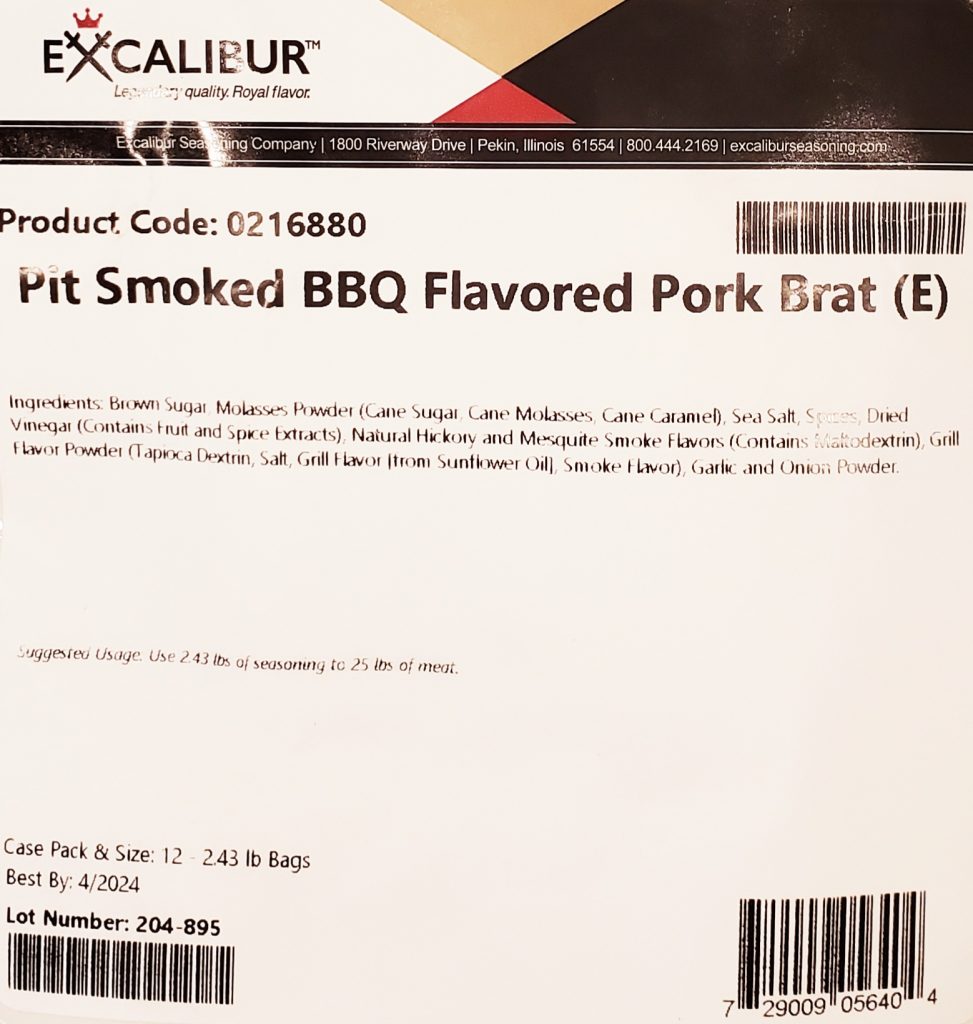 EXCALIBUR™
Legendary quality. Royal flavor.
Excalibur Seasoning Company | 1800 Riverway Drive | Pekin, Illinois 61554 | 800.444.2169 | excaliburseasoning.com
Product Code: 0216880
Pit Smoked BBQ Flavored Pork Brat (E)
Ingredients: Brown Sugar, Molasses Powder (Cane Sugar, Cane Molasses, Cane Caramel), Sea Salt, Spices, Dried
Vinegar (Contains Fruit and Spice Extracts), Natural Hickory and Mesquite Smoke Flavors (Contains Maltodextrin), Grill
Flavor Powder (Tapioca Dextrin, Salt, Grill Flavor [from Sunflower Oil], Smoke Flavor), Garlic and Onion Powder.
Suggested Usage: Use 2.43 lbs of seasoning to 25 lbs of meat.
Case Pack & Size: 12 - 2.43 lb Bags
Best By: 4/2024
Lot Number: 204-895
7 29009 05640 4